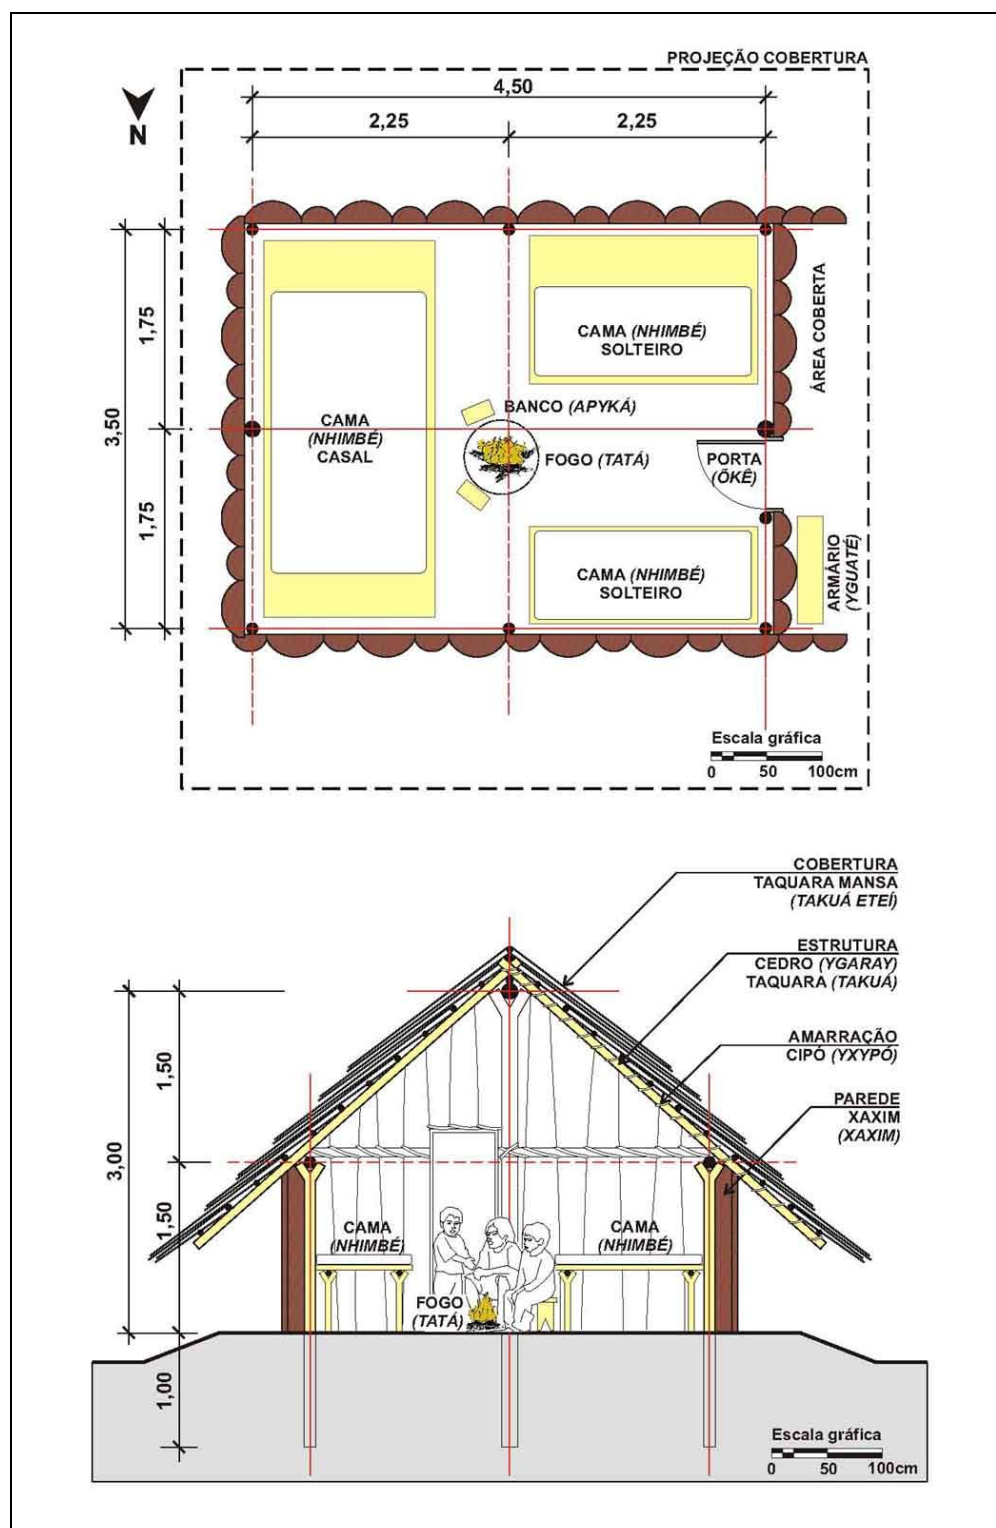 PROJEÇÃO COBERTURA
4,50
2,25
2,25
N
3,50
1,75
1,75
CAMA
(NHIMBÉ)
CASAL
CAMA (NHIMBÉ)
SOLTEIRO
ÁREA COBERTA
BANCO (APYKÁ)
FOGO (TATÁ)
PORTA
(ÕKÊ)
CAMA (NHIMBÉ)
SOLTEIRO
ARMÁRIO
(YGUATÉ)
Escala gráfica
0 50 100cm
COBERTURA
TAQUARA MANSA
(TAKUÁ ETEÍ)
ESTRUTURA
CEDRO (YGARAY)
TAQUARA (TAKUÁ)
AMARRAÇÃO
CIPÓ (YXYPÓ)
PAREDE
XAXIM
(XAXIM)
3,00
1,50
1,50
1,00
CAMA
(NHIMBÉ)
CAMA
(NHIMBÉ)
FOGO
(TATÁ)
Escala gráfica
0 50 100cm